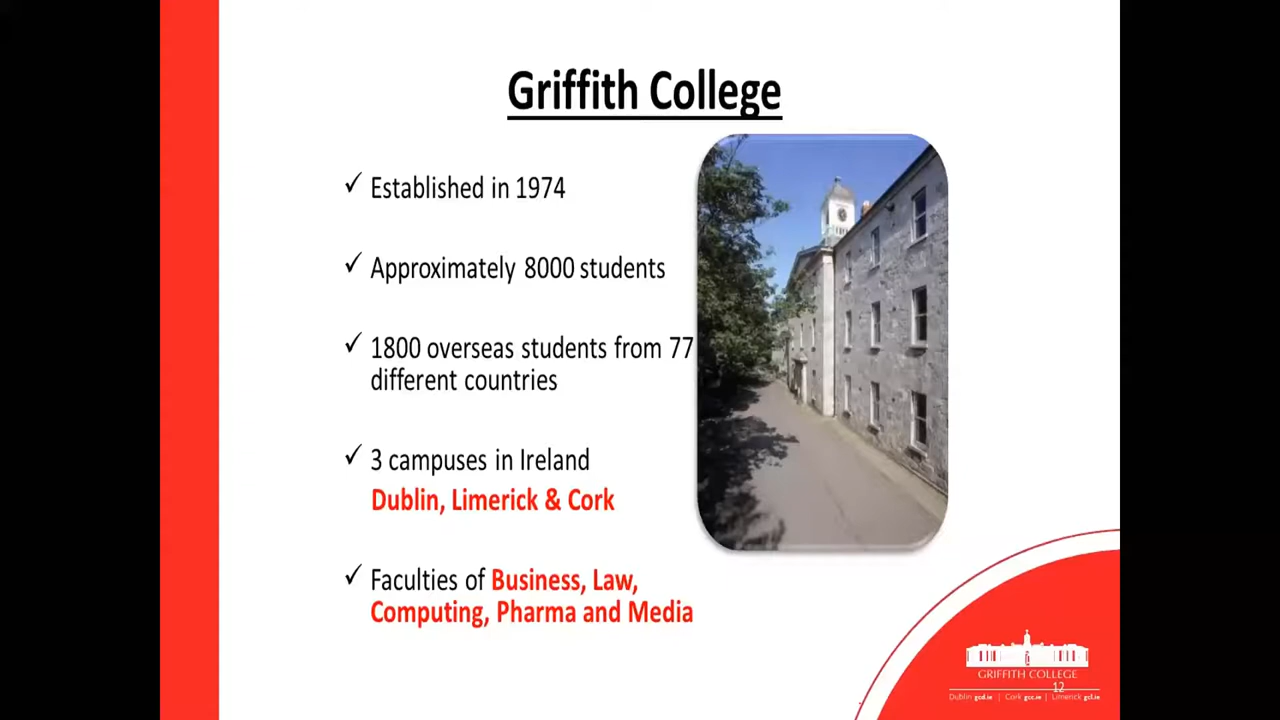 Griffith College
✓ Established in 1974
✓ Approximately 8000 students
✓ 1800 overseas students from 77
different countries
✓ 3 campuses in Ireland
Dublin, Limerick & Cork
✓ Faculties of Business, Law,
Computing, Pharma and Media
GRIFFITH COLLEGE
12
Dublin gcd.ie | Cork gcc.ie | Limerick gcl.ie